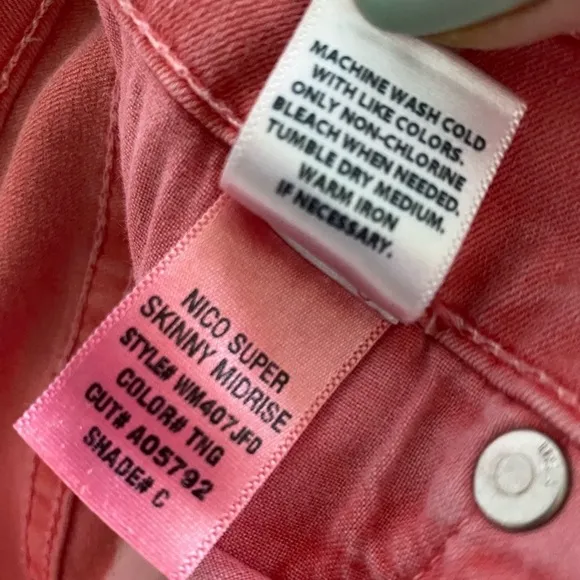 MACHINE WASH COLD
WITH LIKE COLORS.
ONLY NON-CHLORINE
BLEACH WHEN NEEDED.
TUMBLE DRY MEDIUM.
WARM IRON
IF NECESSARY.
NICO SUPER
SKINNY MIDRISE
STYLE# WM407JFD
COLOR# TNG
CUT# A05792
SHADE# C